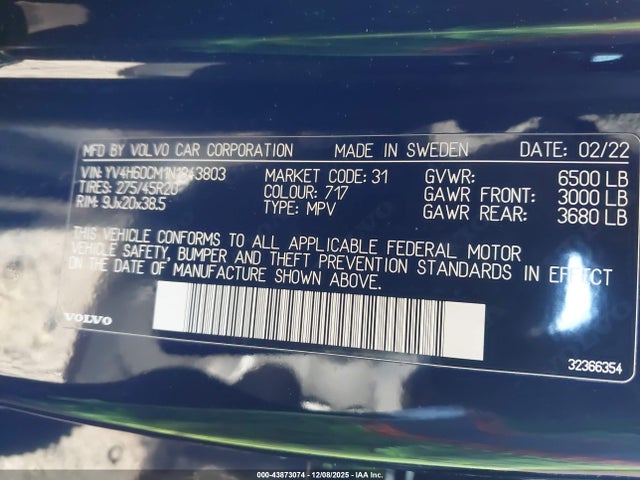 MFD BY VOLVO CAR CORPORATION MADE IN SWEDEN DATE: 02/22
VIN: MARKET CODE: 31 GVWR: 6500 LB
TIRES: 275/45R20 COLOUR: 717 GAWR FRONT: 3000 LB
RIM: 9Jx20x38.5 TYPE: MPV GAWR REAR: 3680 LB
THIS VEHICLE CONFORMS TO ALL APPLICABLE FEDERAL MOTOR
VEHICLE SAFETY, BUMPER AND THEFT PREVENTION STANDARDS IN EFFECT
ON THE DATE OF MANUFACTURE SHOWN ABOVE.
VOLVO
32366354
000-43873074 | 12/08/2025 - IAA Inc.